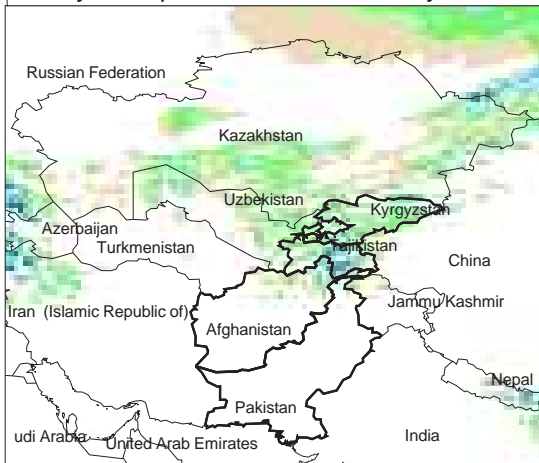 Russian Federation
Kazakhstan
Uzbekistan
Kyrgyzstan
Azerbaijan
Turkmenistan
Tajikistan
China
Iran (Islamic Republic of)
Jammu/Kashmir
Afghanistan
Nepal
Pakistan
udi Arabia
United Arab Emirates
India